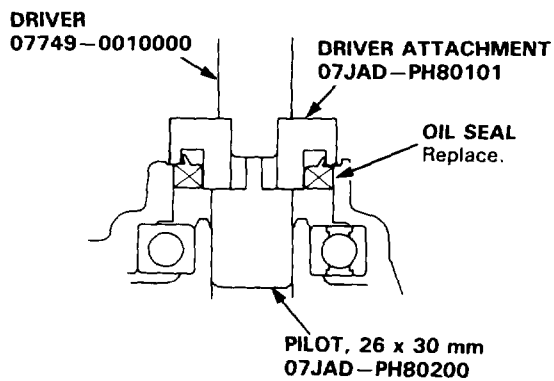 DRIVER
07749-0010000
DRIVER ATTACHMENT
07JAD-PH80101
OIL SEAL
Replace.
PILOT, 26 x 30 mm
07JAD-PH80200